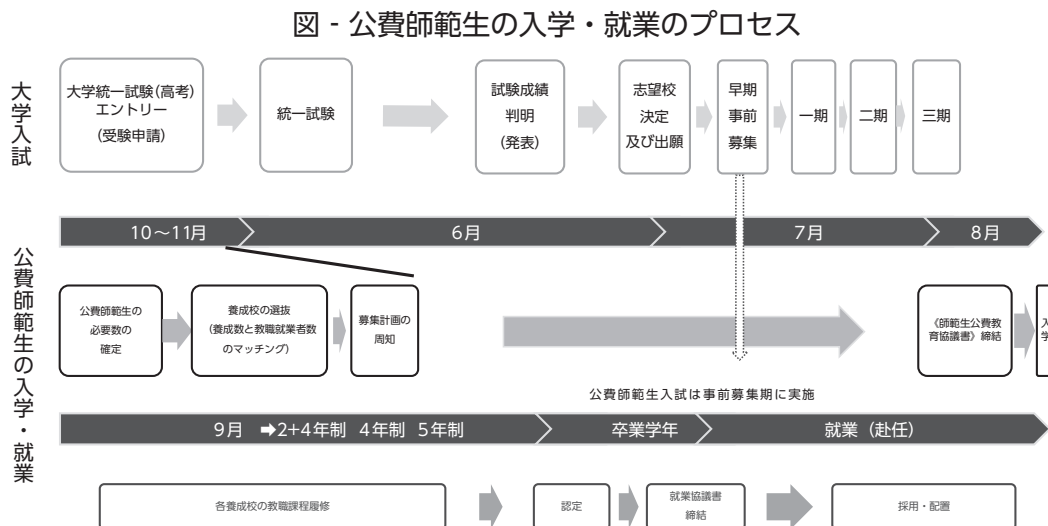 図 - 公費師範生の入学・就業のプロセス
大学入試
大学統一試験(高考)
エントリー
(受験申請)
統一試験
試験成績
判明
(発表)
志望校
決定
及び出願
早期
事前
募集
一期
二期
三期
10〜11月
6月
7月
8月
公費師範生の入学・就業
公費師範生の
必要数の
確定
養成校の選抜
(養成数と教職就業者数
のマッチング)
募集計画の
周知
《師範生公費教
育協議書》締結
入
学
公費師範生入試は事前募集期に実施
9月 ➡2+4年制 4年制 5年制
卒業学年
就業（赴任）
各養成校の教職課程履修
認定
就業協議書
締結
採用・配置